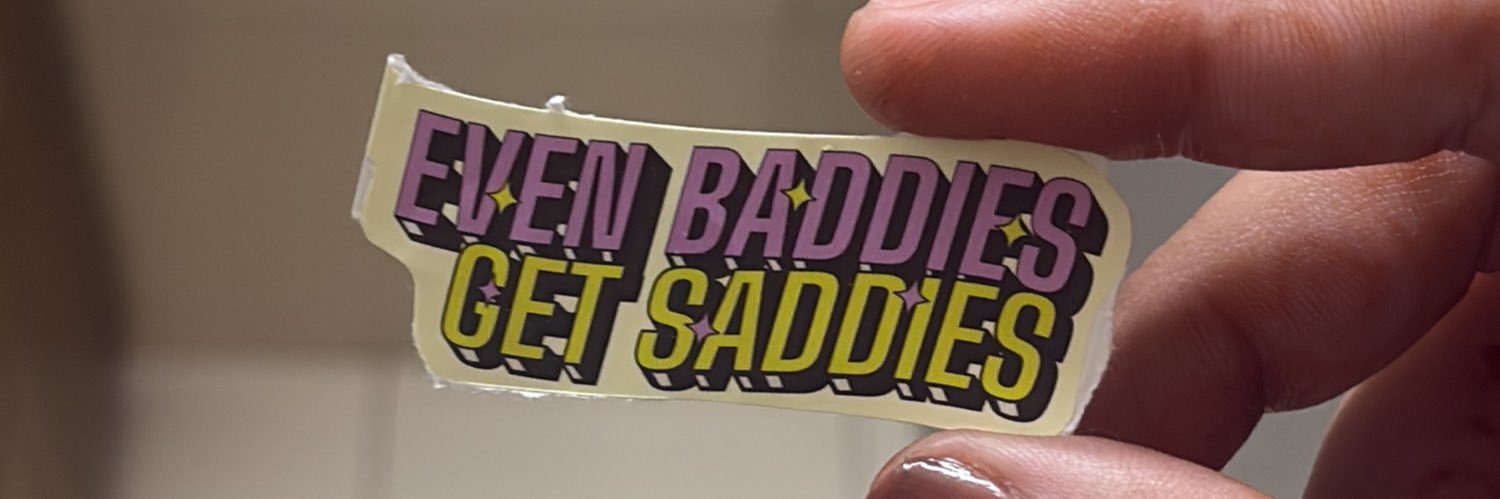 EVEN BADDIES
GET SADDIES